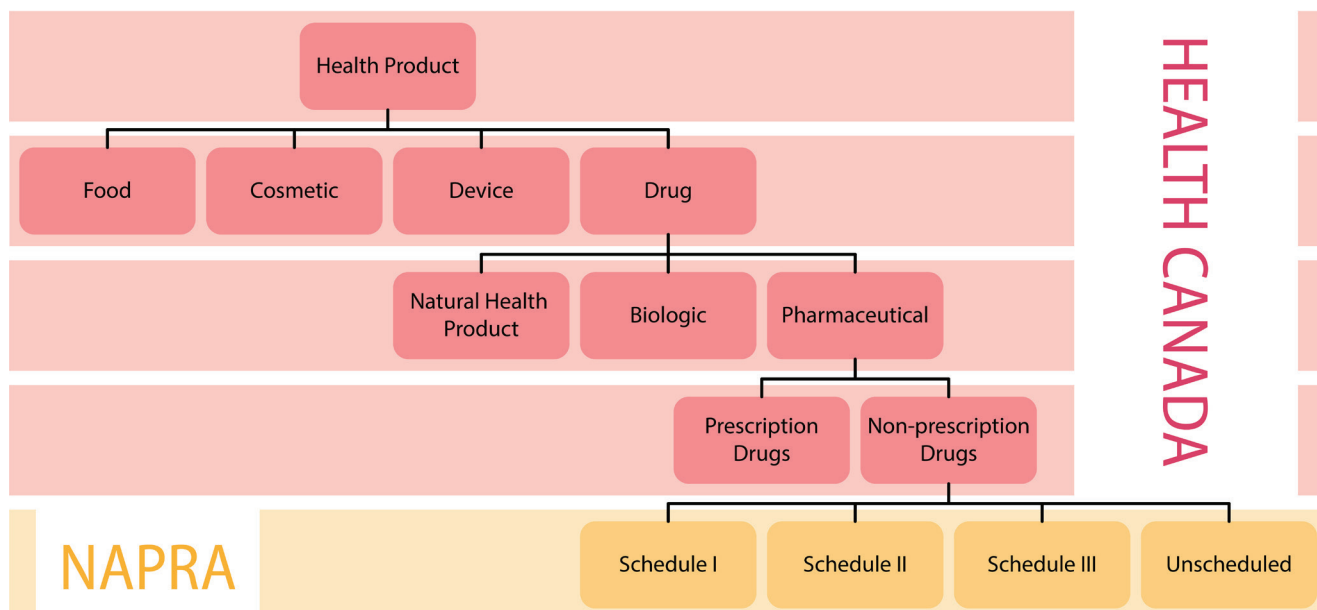 Health Product
HEALTH CANADA
Food
Cosmetic
Device
Drug
Natural Health
Product
Biologic
Pharmaceutical
Prescription
Drugs
Non-prescription
Drugs
NAPRA
Schedule I
Schedule II
Schedule III
Unscheduled